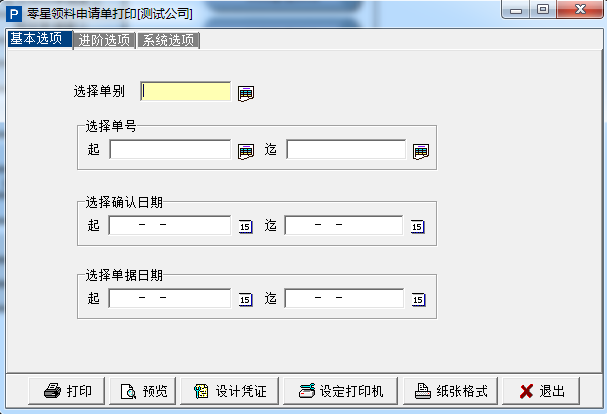 P 零星领料申请单打印[测试公司]
基本选项 进阶选项 系统选项
选择单别
选择单号
起 迄
选择确认日期
起 - - 15 迄 - - 15
选择单据日期
起 - - 15 迄 - - 15
打印 预览 设计凭证 设定打印机 纸张格式 退出